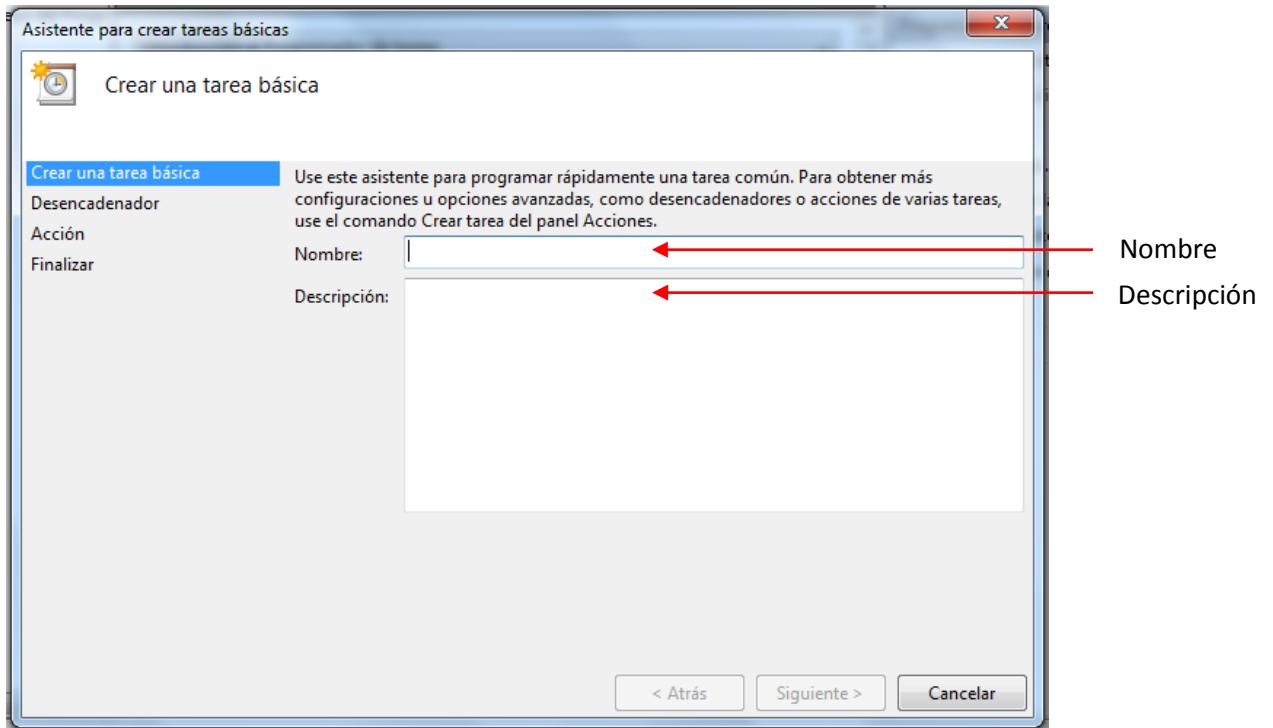 Asistente para crear tareas básicas
Crear una tarea básica
Crear una tarea básica
Desencadenador
Acción
Finalizar
Use este asistente para programar rápidamente una tarea común. Para obtener más
configuraciones u opciones avanzadas, como desencadenadores o acciones de varias tareas,
use el comando Crear tarea del panel Acciones.
Nombre:
Descripción:
Nombre
Descripción
< Atrás
Siguiente >
Cancelar